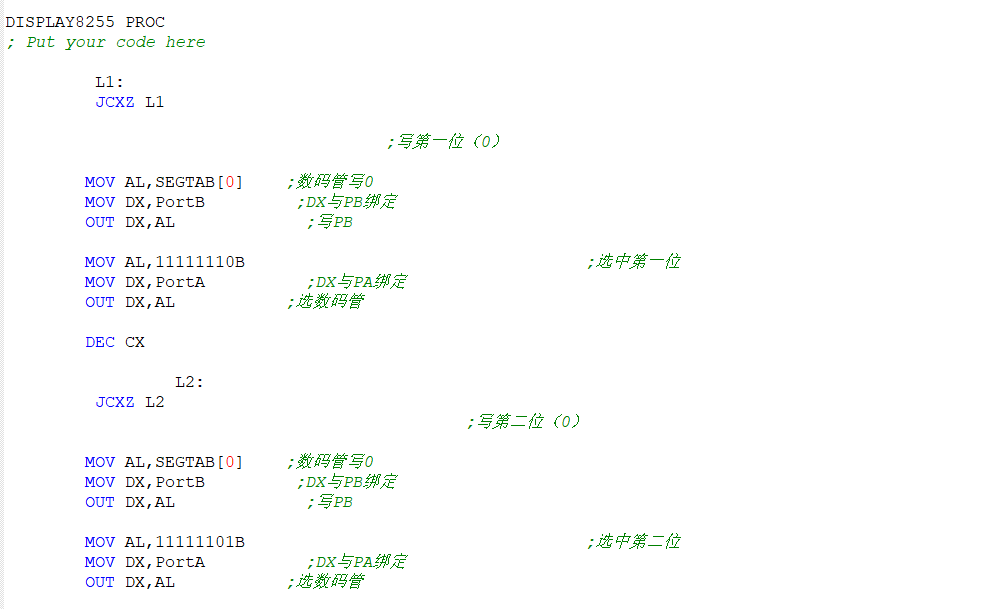 DISPLAY8255 PROC
; Put your code here
L1:
JCXZ L1
;写第一位（0）
MOV AL,SEGTAB[0] ;数码管写0
MOV DX,PortB ;DX与PB绑定
OUT DX,AL ;写PB
MOV AL,11111110B ;选中第一位
MOV DX,PortA ;DX与PA绑定
OUT DX,AL ;选数码管
DEC CX
L2:
JCXZ L2
;写第二位（0）
MOV AL,SEGTAB[0] ;数码管写0
MOV DX,PortB ;DX与PB绑定
OUT DX,AL ;写PB
MOV AL,11111101B ;选中第二位
MOV DX,PortA ;DX与PA绑定
OUT DX,AL ;选数码管